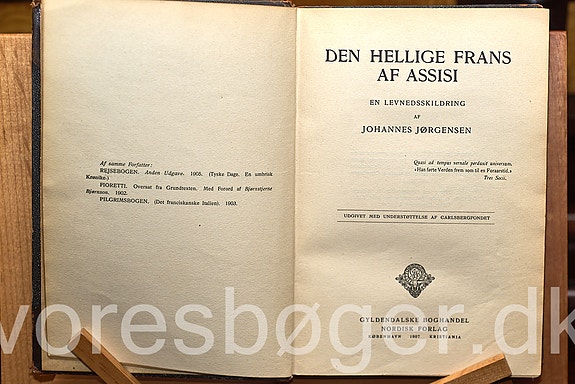 Af samme Forfatter:
REJSEBOGEN. Anden Udgave. 1905. (Tyske Dage. En umbrisk
Krønike.)
FIORETTI. Oversat fra Grundtexten. Med Forord af Bjørnstjerne
Bjørnson. 1902.
PILGRIMSBOGEN. (Det franciskanske Italien). 1903.
DEN HELLIGE FRANS
AF ASSISI
EN LEVNEDSSKILDRING
AF
JOHANNES JØRGENSEN
Quasi ad tempus vernale perduxit universum.
»Han førte Verden frem som til en Foraarstid.»
Tres Socii.
UDGIVET MED UNDERSTØTTELSE AF CARLSBERGFONDET
GYLDENDALSKE BOGHANDEL
NORDISK FORLAG
KØBENHAVN 1907 KRISTIANIA
voresbøger.dk